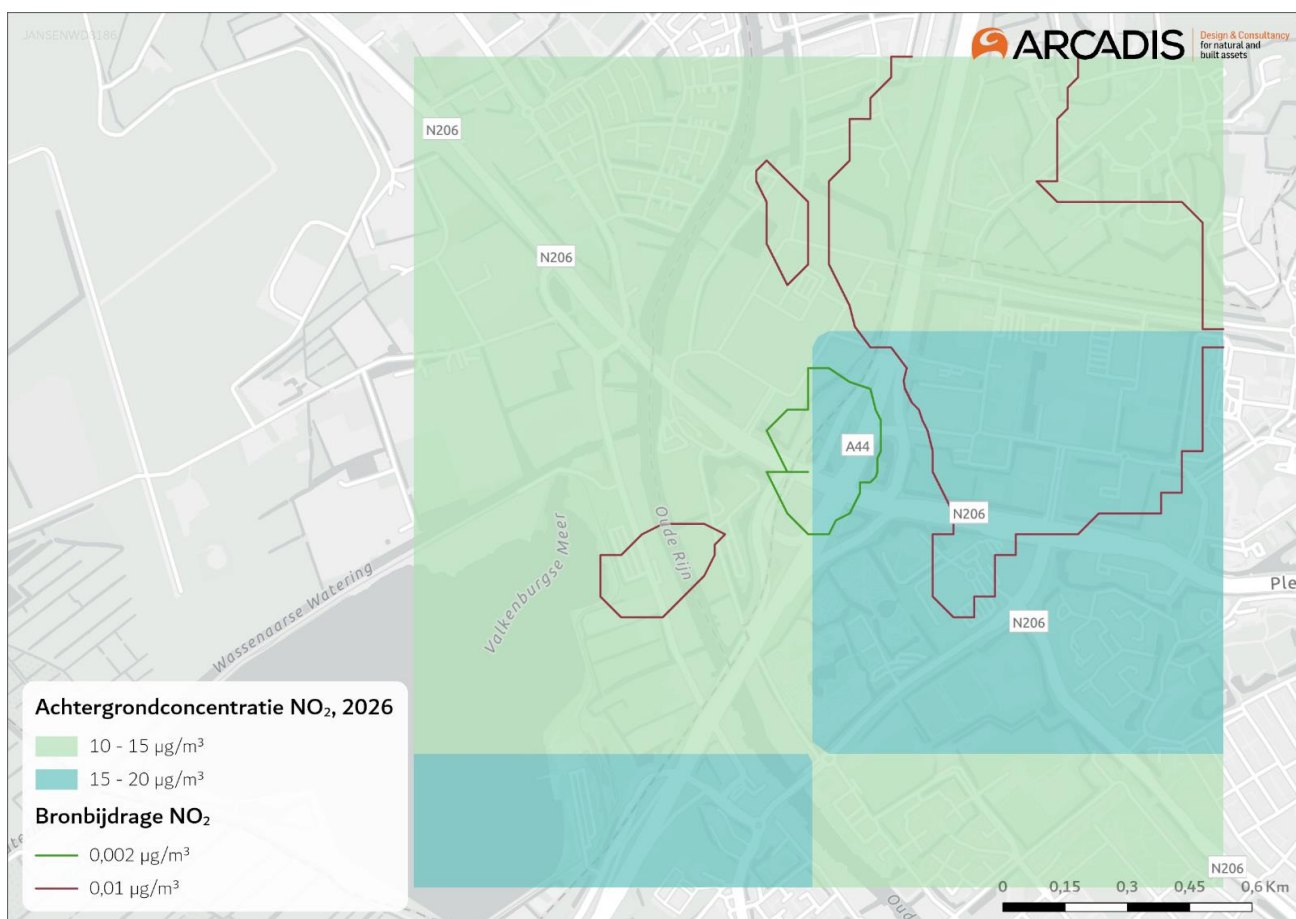 JANSENWD3186
ARCADIS
Design & Consultancy
for natural and
built assets
N206
N206
A44
N206
Oude Rijn
Valkenburgse Meer
Wassenaarse Watering
Ple
N206
Achtergrondconcentratie NO₂, 2026
10 - 15 µg/m³
15 - 20 µg/m³
Bronbijdrage NO₂
0,002 µg/m³
0,01 µg/m³
N206
0 0,15 0,3 0,45 0,6 Km